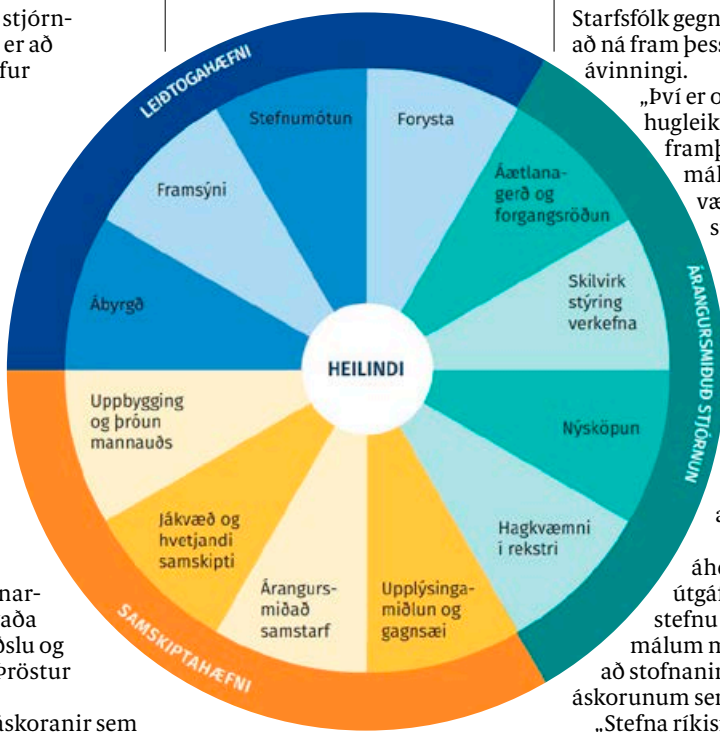 stjórn-
er að
fur
Starfsfólk gegn
að ná fram þess
ávinningi.
„Því er o
hugleik
framþ
mál
væ
s
LEIÐTOGAHÆFNI
Stefnumótun
Forysta
Framsýni
Ábyrgð
Áætlana-
gerð og
forgangsröðun
Skilvirk
stýring
verkefna
ÁRANGURSMIÐUÐ STJÓRNUN
HEILINDI
Nýsköpun
Hagkvæmni
í rekstri
Uppbygging
og þróun
mannauðs
Jákvæð og
hvetjandi
samskipti
Árangurs-
miðað
samstarf
Upplýsinga-
miðlun og
gagnsæi
SAMSKIPTAHÆFNI
nar-
aða
ðslu og
Þröstur
áskoranir sem
a
áhe
útgáf
stefnu
málum m
að stofnanir
áskorunum sem
„Stefna ríkis